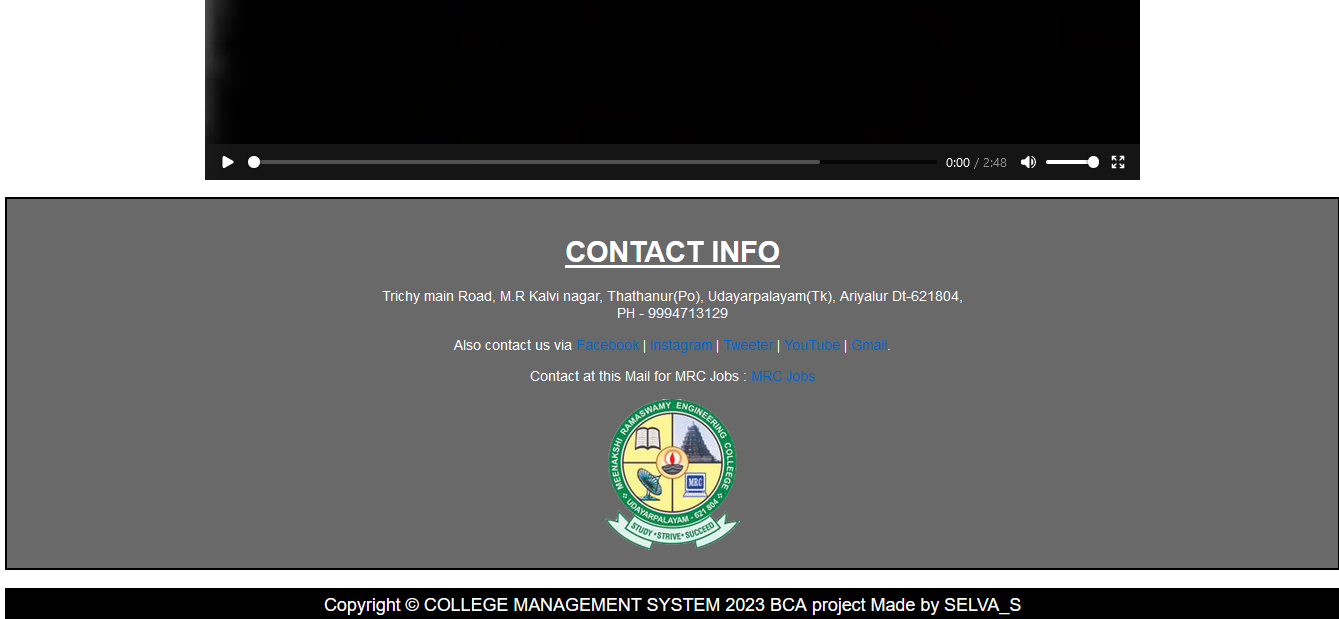 0:00 / 2:48
CONTACT INFO
Trichy main Road, M.R Kalvi nagar, Thathanur(Po), Udayarpalayam(Tk), Ariyalur Dt-621804,
PH - 9994713129
Also contact us via Facebook | Instagram | Tweeter | YouTube | Gmail.
Contact at this Mail for MRC Jobs : MRC Jobs
MEENAKSHI RAMASWAMY ENGINEERING COLLEEGE
MRC
UDAYARPALAYAM - 621 804
STUDY • STRIVE • SUCCEED
Copyright © COLLEGE MANAGEMENT SYSTEM 2023 BCA project Made by SELVA_S